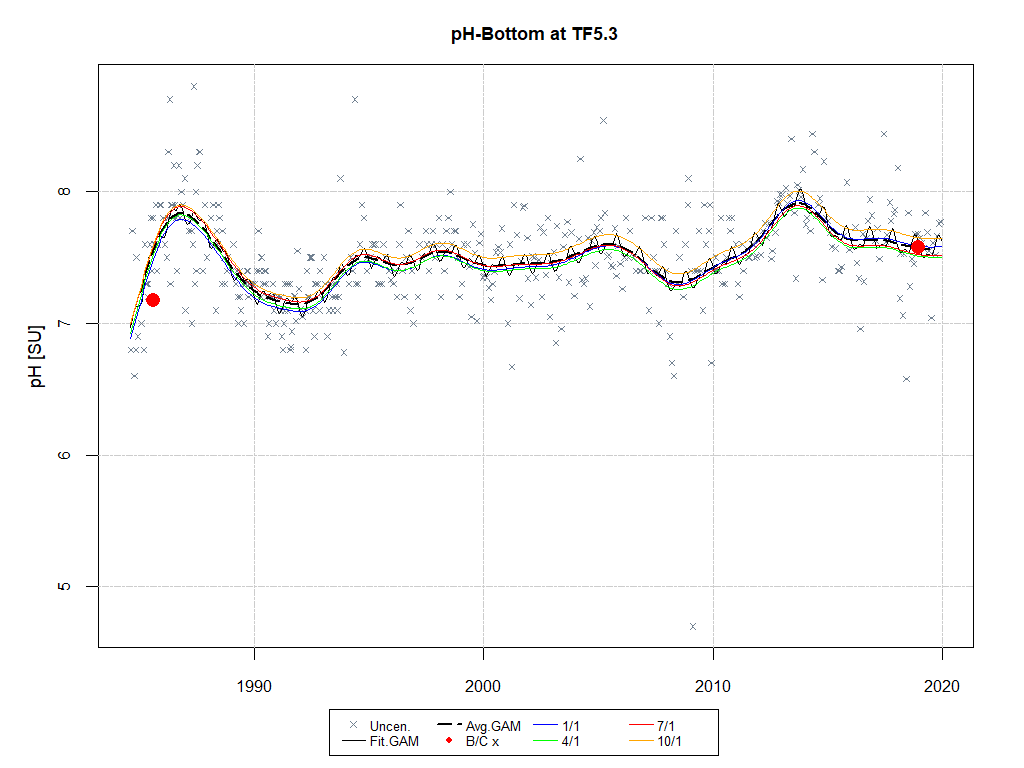 pH-Bottom at TF5.3
pH [SU]
8
7
6
5
1990 2000 2010 2020
Uncen. Avg.GAM 1/1 7/1
Fit.GAM B/C x 4/1 10/1